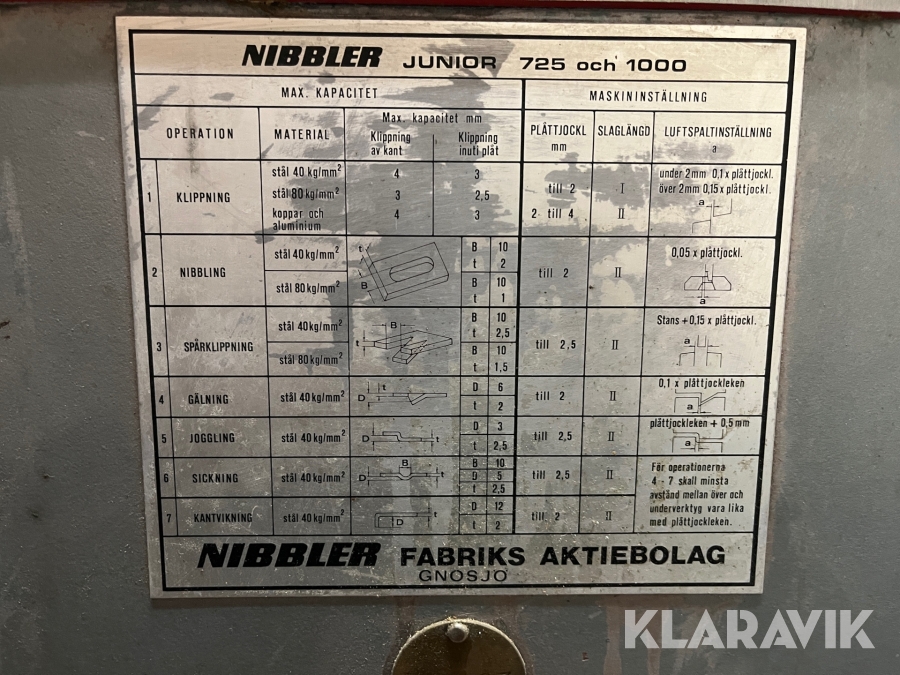 NIBBLER JUNIOR 725 och 1000
MAX. KAPACITET MASKININSTÄLLNING
OPERATION MATERIAL Max. kapacitet mm PLÅTTJOCKL mm SLAGLÄNGD LUFTSPALTINSTÄLLNING a
Klippning av kant Klippning inuti plåt
1 KLIPPNING stål 40 kg/mm² 4 3 under 2mm 0,1 x plåttjockl.
stål 80 kg/mm² 3 2,5 till 2 I över 2mm 0,15 x plåttjockl.
koppar och aluminium 4 3 2 till 4 II a
2 NIBBLING stål 40 kg/mm² t B B 10 t 2 till 2 II 0,05 x plåttjockl. a
stål 80 kg/mm² B 10 t 1
3 SPÅRKLIPPNING stål 40 kg/mm² B t B 10 t 2,5 till 2,5 II Stans + 0,15 x plåttjockl. a
stål 80 kg/mm² B 10 t 1,5
4 GÄLNING stål 40 kg/mm² D t D 6 t 2 till 2 II 0,1 x plåttjockleken a
5 JOGGLING stål 40 kg/mm² D t D 3 t 2,5 till 2,5 II plåttjockleken + 0,5 mm a
6 SICKNING stål 40 kg/mm² B D t B 10 D 5 t 2,5 till 2,5 II
7 KANTVIKNING stål 40 kg/mm² D D 12 t 2 till 2 II
För operationerna
4 - 7 skall minsta
avstånd mellan över och
underverktyg vara lika
med plåttjockleken.
NIBBLER FABRIKS AKTIEBOLAG
GNOSJÖ
KLARAVIK